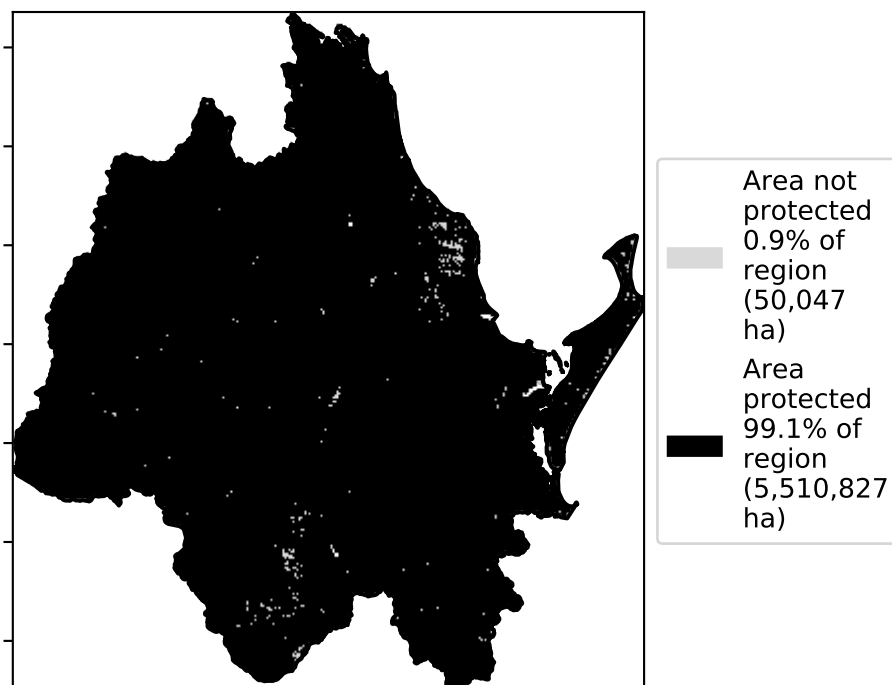 Area not
protected
0.9% of
region
(50,047
ha)
Area
protected
99.1% of
region
(5,510,827
ha)